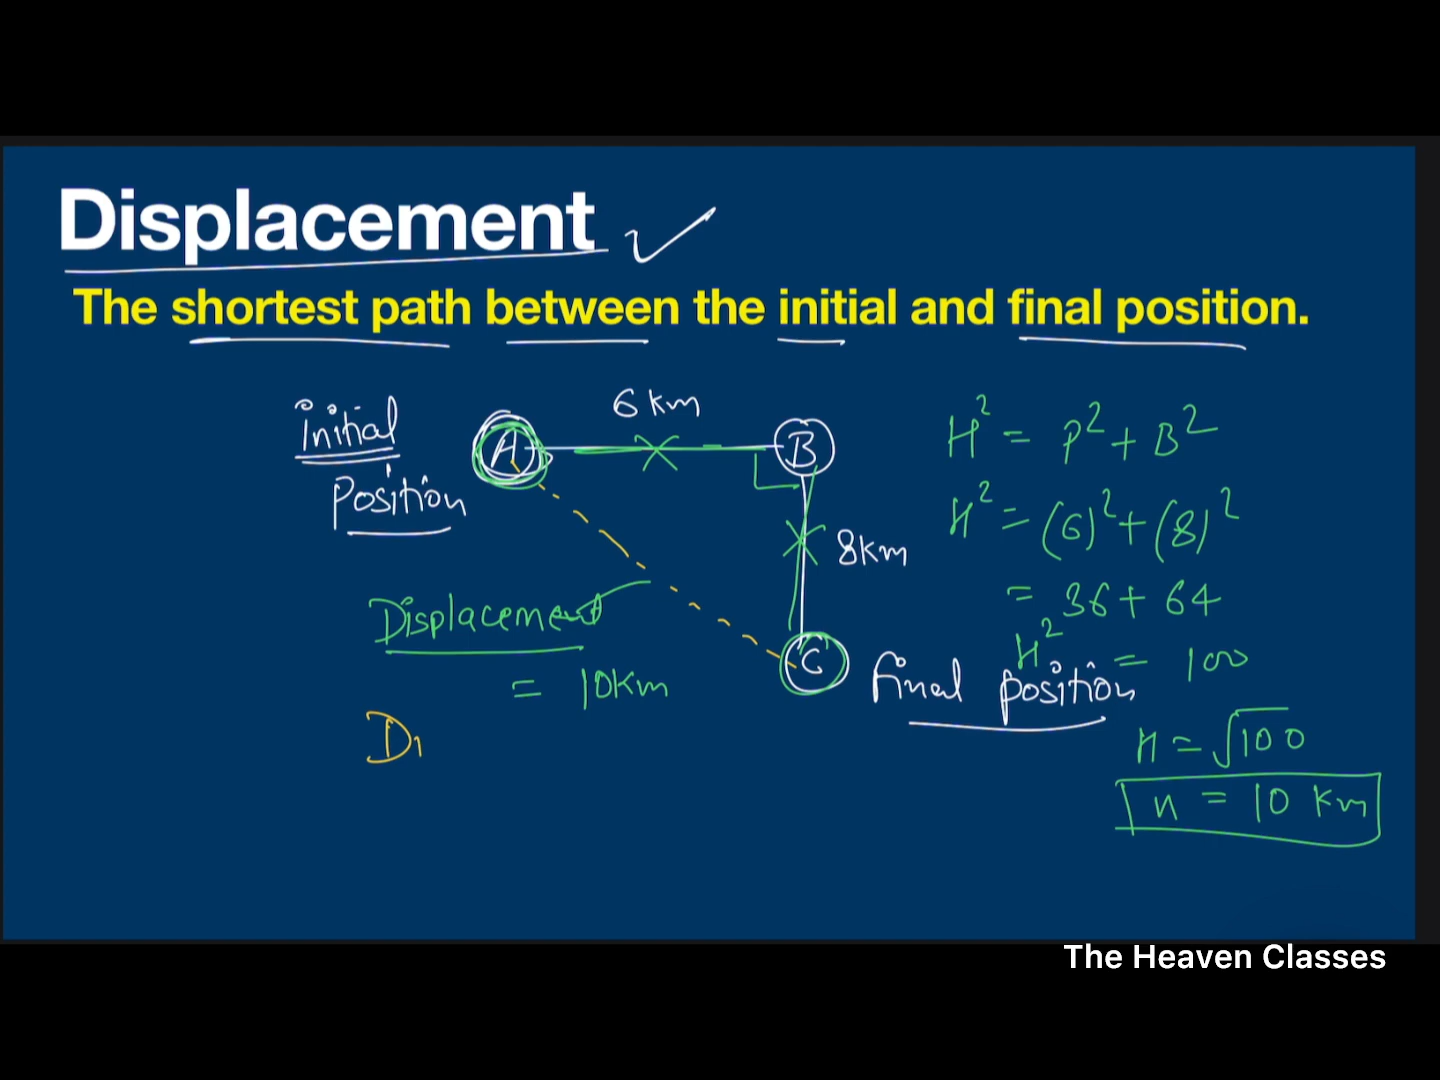 Displacement
The shortest path between the initial and final position.
Initial
Position
A
6 km
B
8km
C
Final position
Displacement
= 10Km
H² = P² + B²
H² = (6)² + (8)²
= 36 + 64
H² = 100
H = √100
H = 10 Km
The Heaven Classes